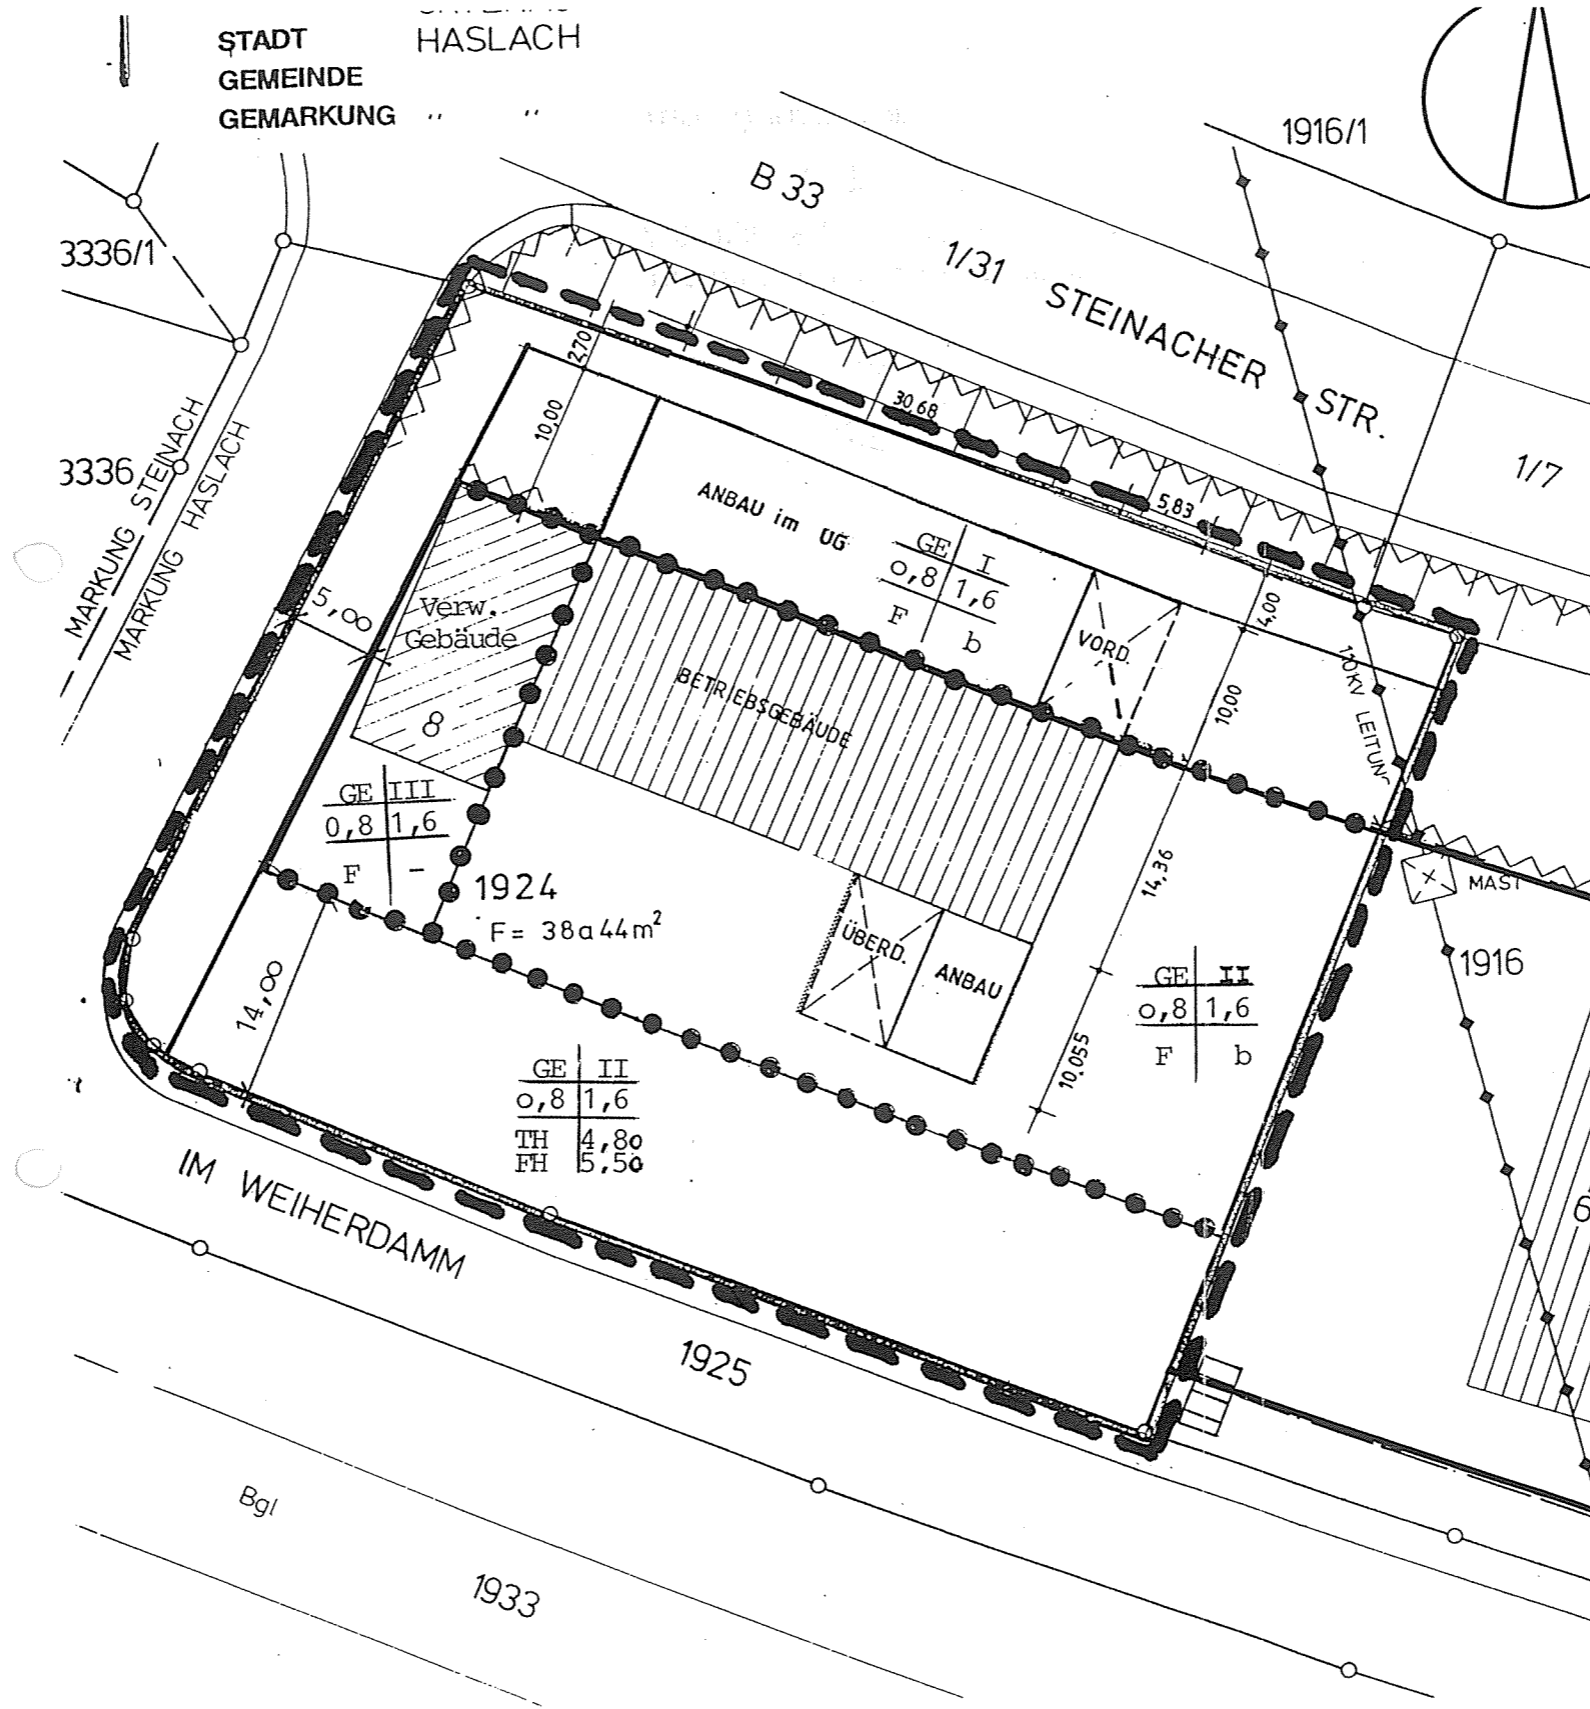 STADT HASLACH
GEMEINDE
GEMARKUNG " "
1916/1
B 33
3336/1
1/31 STEINACHER STR.
2,70
30,68
10,00
1/7
3336
MARKUNG STEINACH
MARKUNG HASLACH
5,83
ANBAU im UG
GE I
0,8 1,6
F b
5,00
Verw.
Gebäude
8
4,00
VORD.
110KV LEITUNG
BETRIEBSGEBÄUDE
10,00
GE III
0,8 1,6
F -
1924
F = 38a44m²
14,36
MAST
ÜBERD.
ANBAU
1916
GE II
0,8 1,6
F b
14,00
10,055
GE II
0,8 1,6
TH 4,80
FH 5,50
IM WEIHERDAMM
6
1925
Bgl
1933